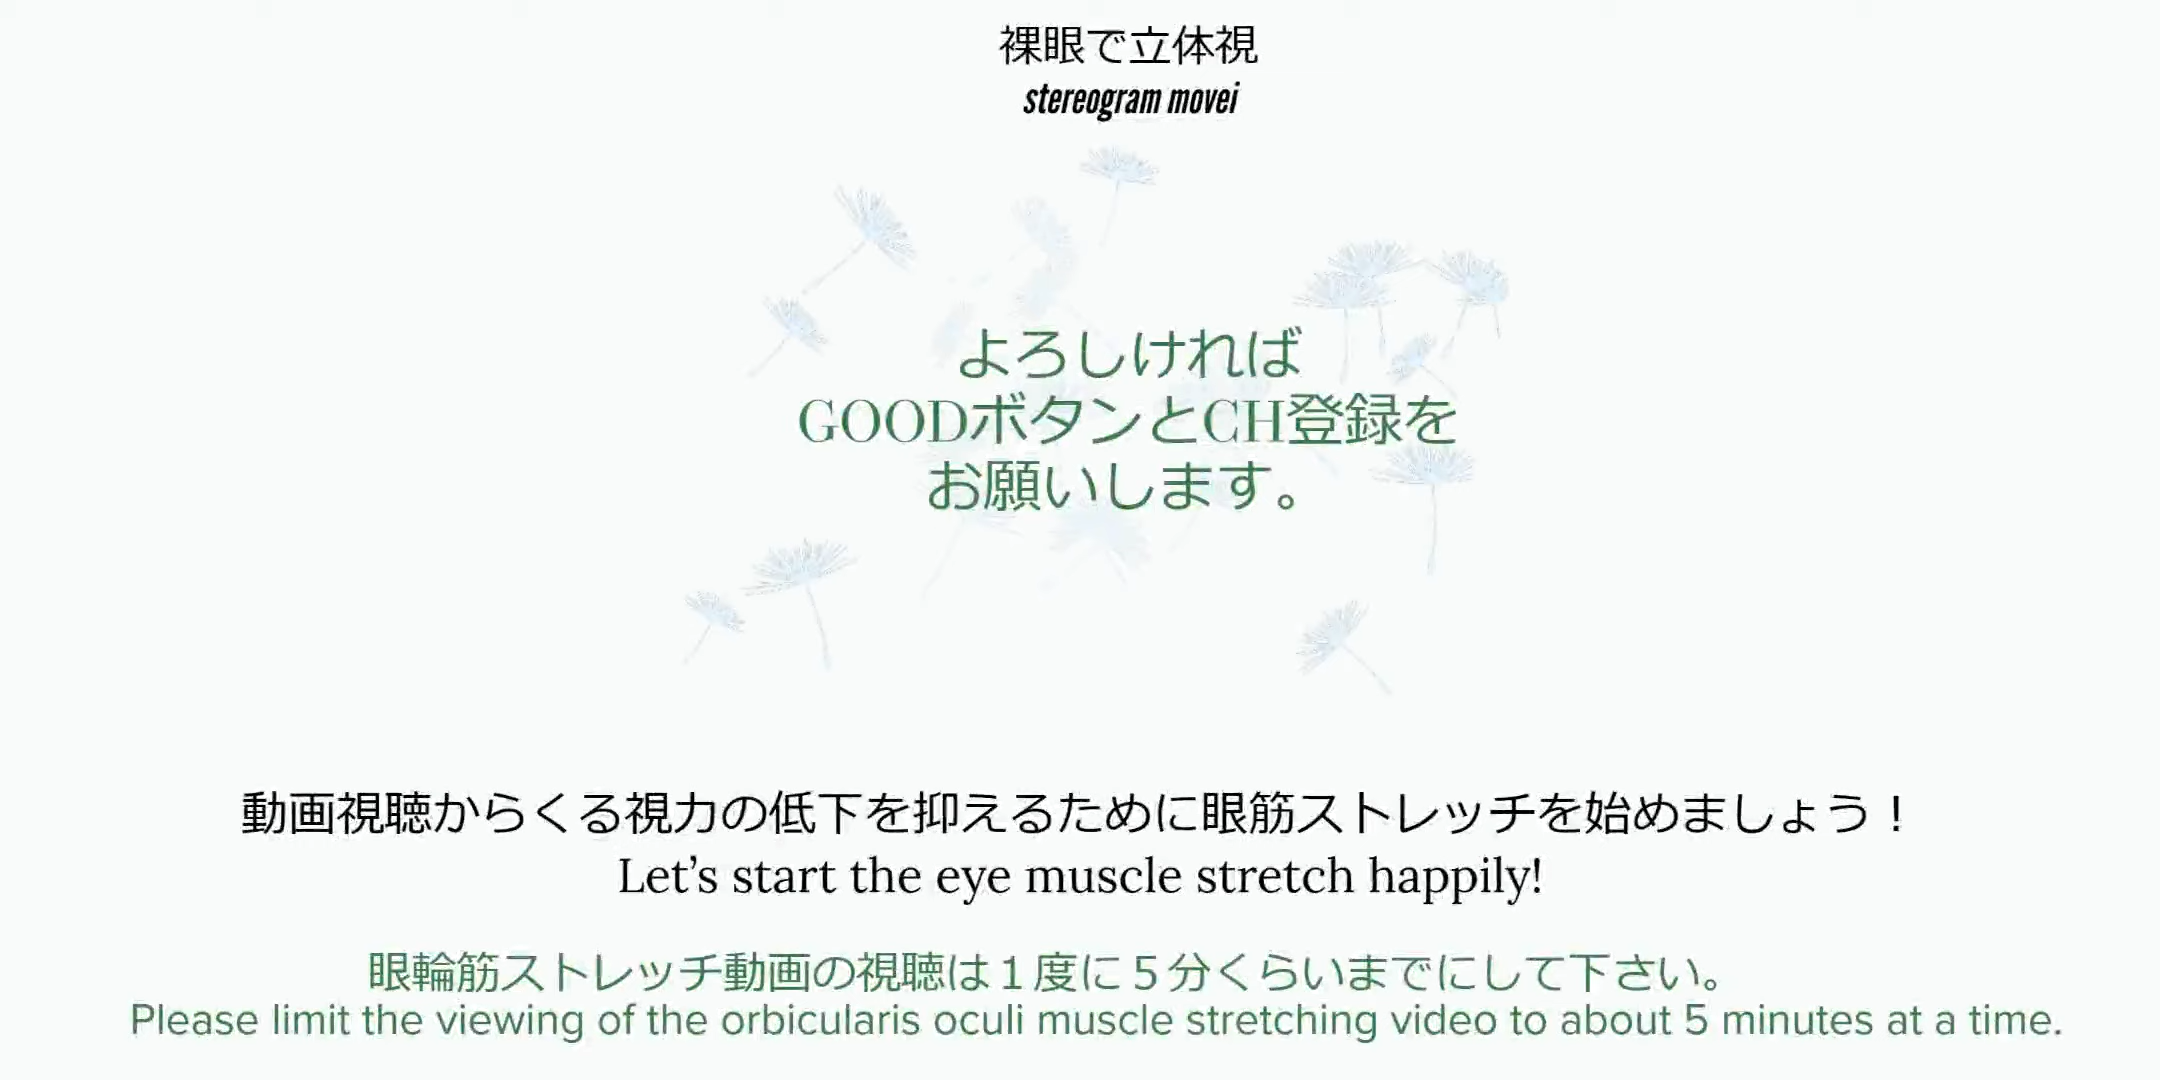 裸眼で立体視
stereogram movei
よろしければ
GOODボタンとCH登録を
お願いします。
動画視聴からくる視力の低下を抑えるために眼筋ストレッチを始めましょう！
Let’s start the eye muscle stretch happily!
眼輪筋ストレッチ動画の視聴は１度に５分くらいまでにして下さい。
Please limit the viewing of the orbicularis oculi muscle stretching video to about 5 minutes at a time.